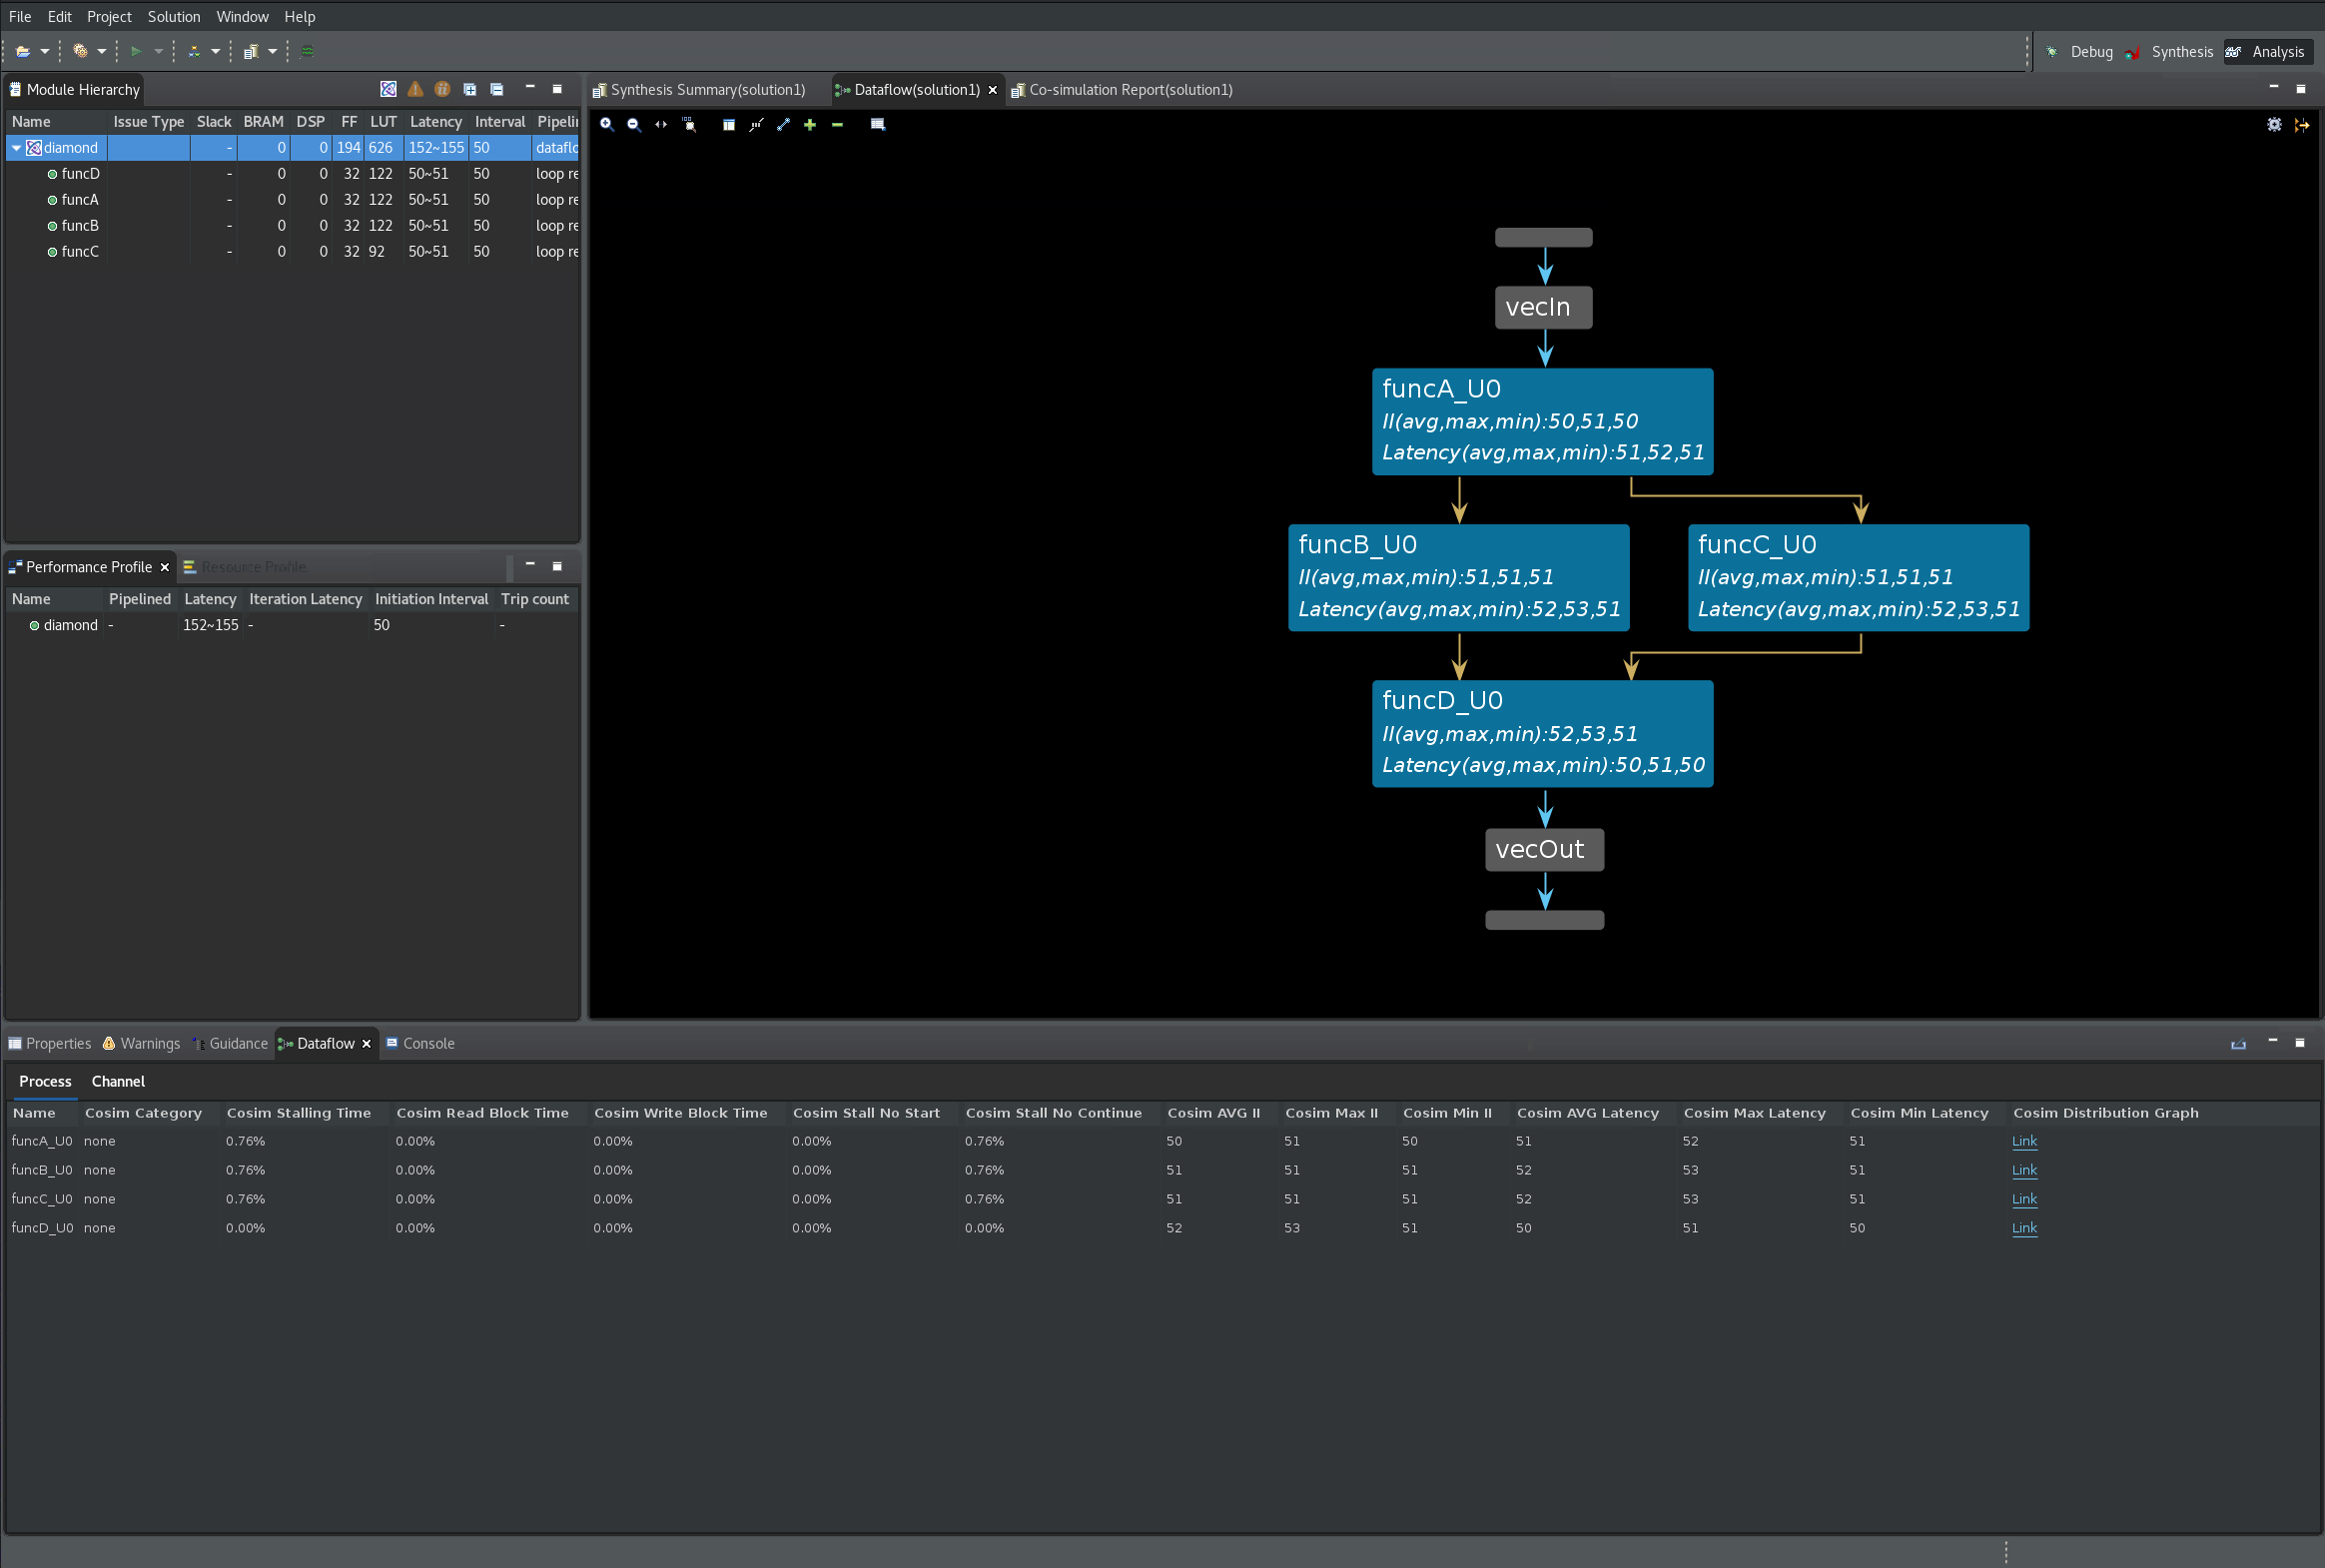 File Edit Project Solution Window Help
Debug Synthesis Analysis
Module Hierarchy
Name Issue Type Slack BRAM DSP FF LUT Latency Interval Pipelin
diamond - 0 0 194 626 152~155 50 dataflo
funcD - 0 0 32 122 50~51 50 loop re
funcA - 0 0 32 122 50~51 50 loop re
funcB - 0 0 32 122 50~51 50 loop re
funcC - 0 0 32 92 50~51 50 loop re
Performance Profile Resource Profile
Name Pipelined Latency Iteration Latency Initiation Interval Trip count
diamond - 152~155 - 50 -
Synthesis Summary(solution1) Dataflow(solution1) Co-simulation Report(solution1)
vecIn
funcA_U0
II(avg,max,min):50,51,50
Latency(avg,max,min):51,52,51
funcB_U0
II(avg,max,min):51,51,51
Latency(avg,max,min):52,53,51
funcC_U0
II(avg,max,min):51,51,51
Latency(avg,max,min):52,53,51
funcD_U0
II(avg,max,min):52,53,51
Latency(avg,max,min):50,51,50
vecOut
Properties Warnings Guidance Dataflow Console
Process Channel
Name Cosim Category Cosim Stalling Time Cosim Read Block Time Cosim Write Block Time Cosim Stall No Start Cosim Stall No Continue Cosim AVG II Cosim Max II Cosim Min II Cosim AVG Latency Cosim Max Latency Cosim Min Latency Cosim Distribution Graph
funcA_U0 none 0.76% 0.00% 0.00% 0.00% 0.76% 50 51 50 51 52 51 Link
funcB_U0 none 0.76% 0.00% 0.00% 0.00% 0.76% 51 51 51 52 53 51 Link
funcC_U0 none 0.76% 0.00% 0.00% 0.00% 0.76% 51 51 51 52 53 51 Link
funcD_U0 none 0.00% 0.00% 0.00% 0.00% 0.00% 52 53 51 50 51 50 Link